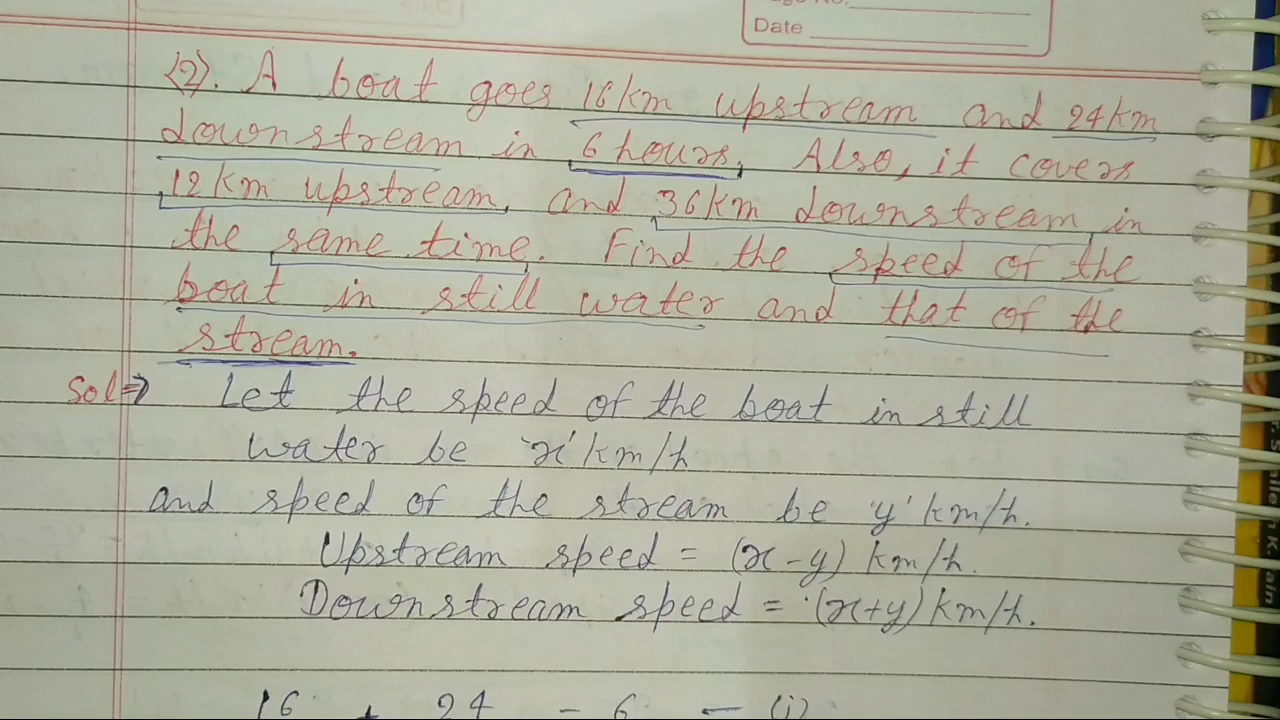 Date
(2). A boat goes 16km upstream and 24km
downstream in 6 hours. Also, it covers
12km upstream, and 36km downstream in
the same time. Find the speed of the
boat in still water and that of the
stream.
Sol⇒ Let the speed of the boat in still
water be 'x' km/h
and speed of the stream be 'y' km/h.
Upstream speed = (x-y) km/h.
Downstream speed = (x+y) km/h.
16 + 24 = 6 — (i)